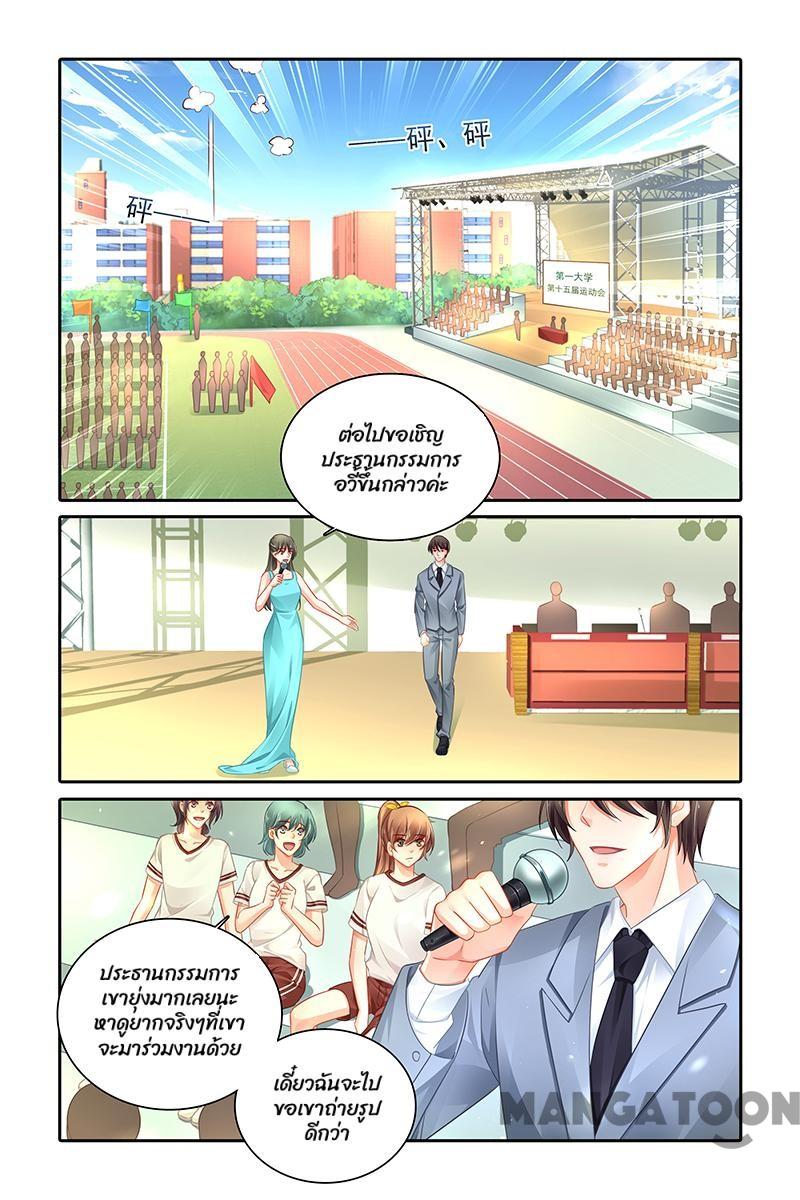 ——砰、砰
砰——
第一大学
第十五届运动会
ต่อไปขอเชิญ
ประธานกรรมการ
อวี๋ขึ้นกล่าวค่ะ
ประธานกรรมการ
เขายุ่งมากเลยนะ
หาดูยากจริงๆที่เขา
จะมาร่วมงานด้วย
เดี๋ยวฉันจะไป
ขอเขาถ่ายรูป
ดีกว่า
MANGATOON